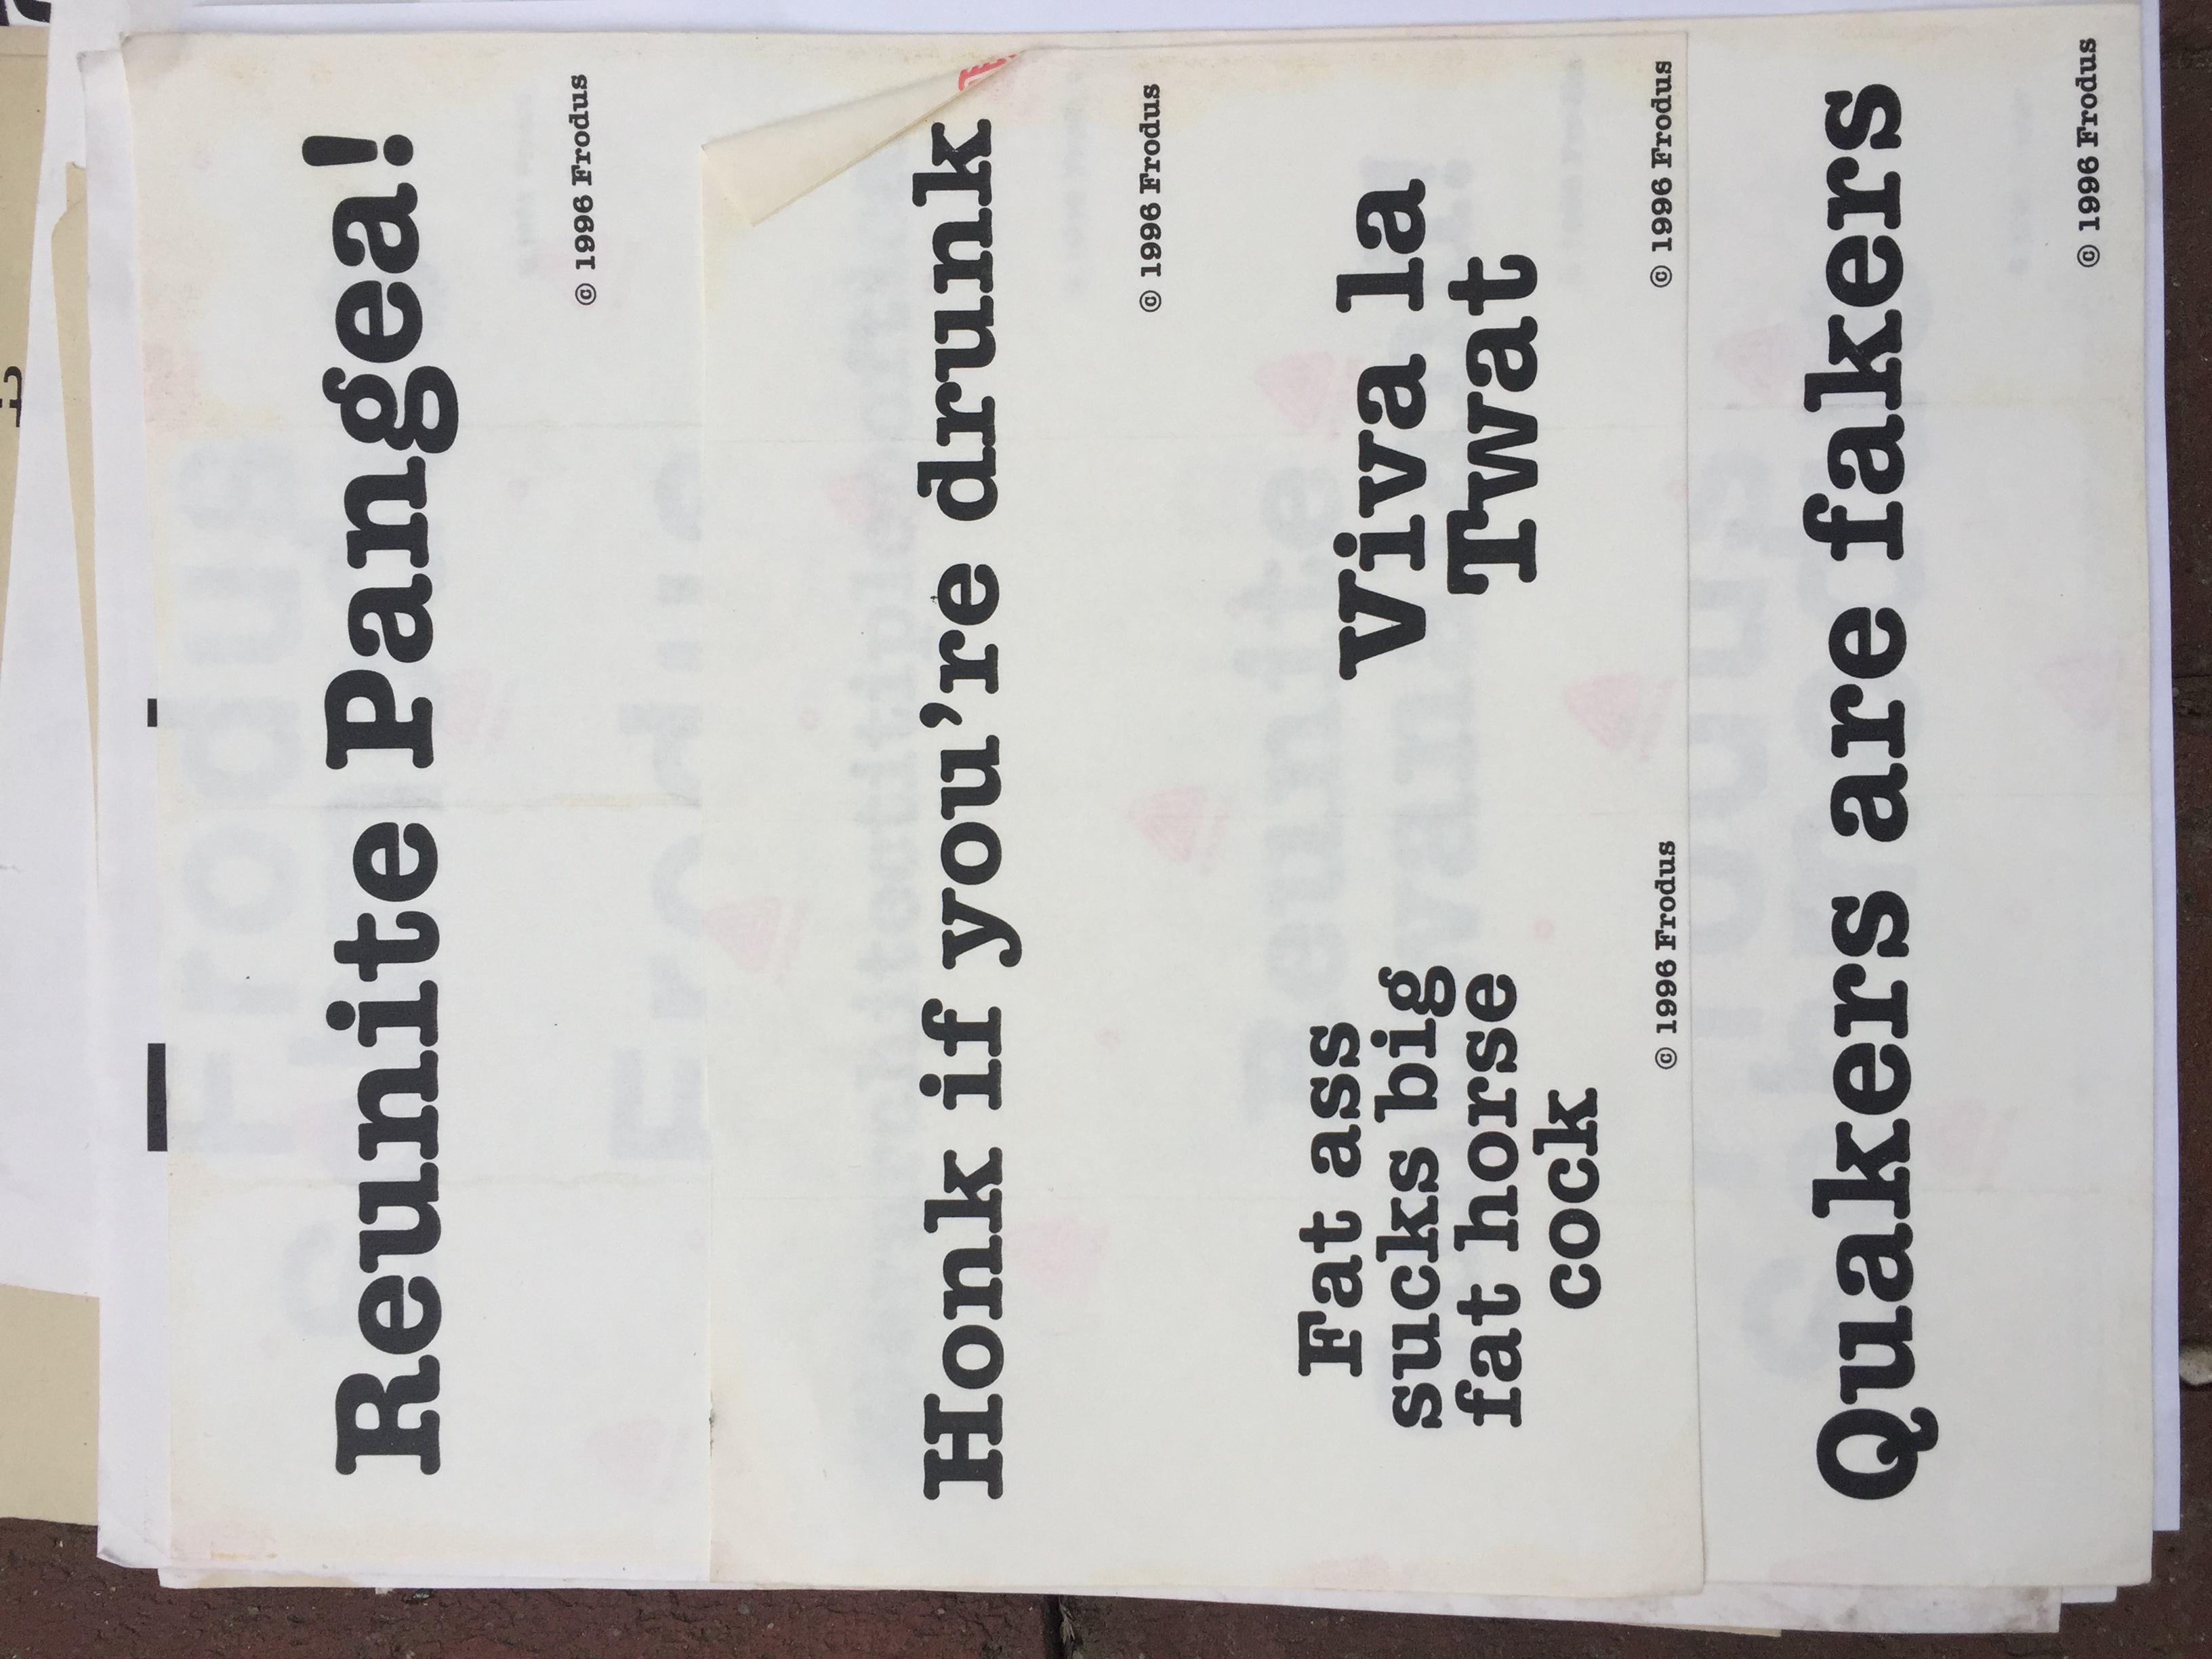 Reunite Pangea!
© 1996 Frodus
Honk if you're drunk
© 1996 Frodus
Fat ass
sucks big
fat horse
cock
© 1996 Frodus
Viva la
Twat
© 1996 Frodus
Quakers are fakers
© 1996 Frodus